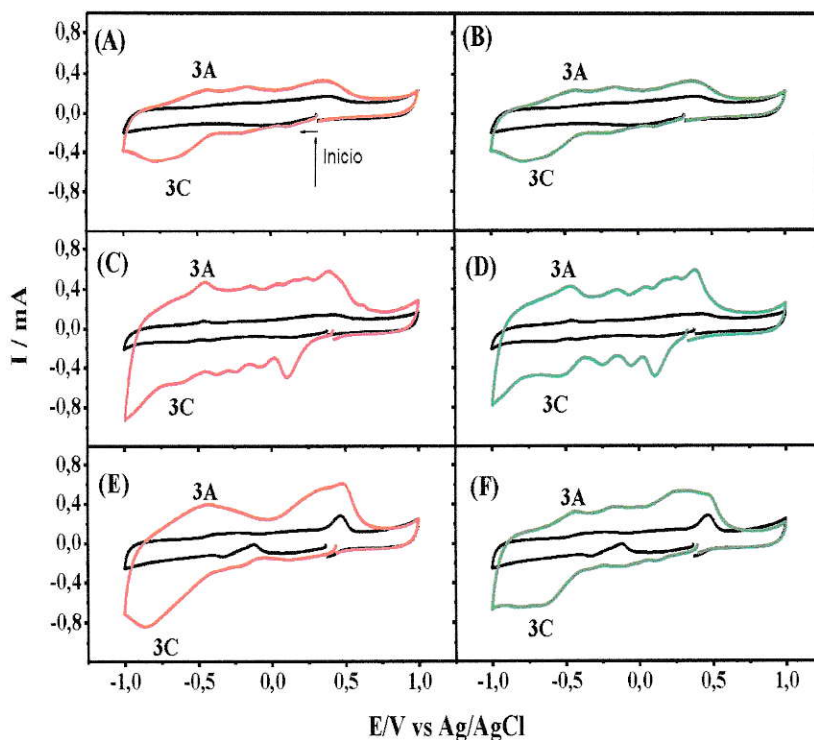 (A)
3A
3C
Inicio
(B)
3A
3C
(C)
3A
3C
(D)
3A
3C
(E)
3A
3C
(F)
3A
3C
0,8
0,4
0,0
-0,4
-0,8
0,8
0,4
0,0
-0,4
-0,8
0,8
0,4
0,0
-0,4
-0,8
I / mA
-1,0 -0,5 0,0 0,5 1,0 -1,0 -0,5 0,0 0,5 1,0
E/V vs Ag/AgCl